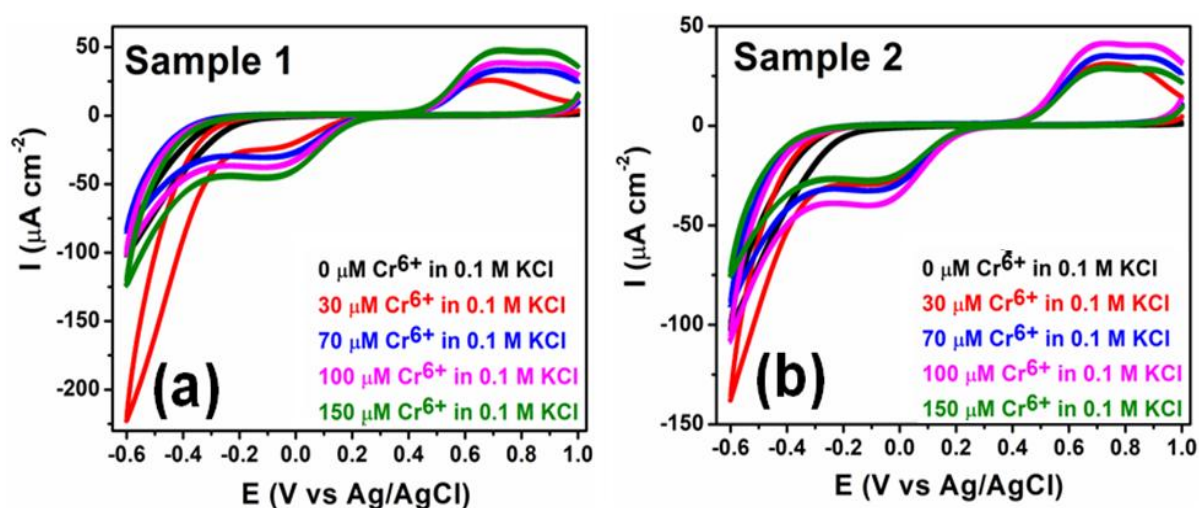 Sample 1
50
0
-50
-100
-150
-200
I (μA cm⁻²)
0 μM Cr⁶⁺ in 0.1 M KCl
30 μM Cr⁶⁺ in 0.1 M KCl
70 μM Cr⁶⁺ in 0.1 M KCl
100 μM Cr⁶⁺ in 0.1 M KCl
150 μM Cr⁶⁺ in 0.1 M KCl
(a)
-0.6 -0.4 -0.2 0.0 0.2 0.4 0.6 0.8 1.0
E (V vs Ag/AgCl)
Sample 2
50
0
-50
-100
-150
I (μA cm⁻²)
0 μM Cr⁶⁺ in 0.1 M KCl
30 μM Cr⁶⁺ in 0.1 M KCl
70 μM Cr⁶⁺ in 0.1 M KCl
100 μM Cr⁶⁺ in 0.1 M KCl
150 μM Cr⁶⁺ in 0.1 M KCl
(b)
-0.6 -0.4 -0.2 0.0 0.2 0.4 0.6 0.8 1.0
E (V vs Ag/AgCl)